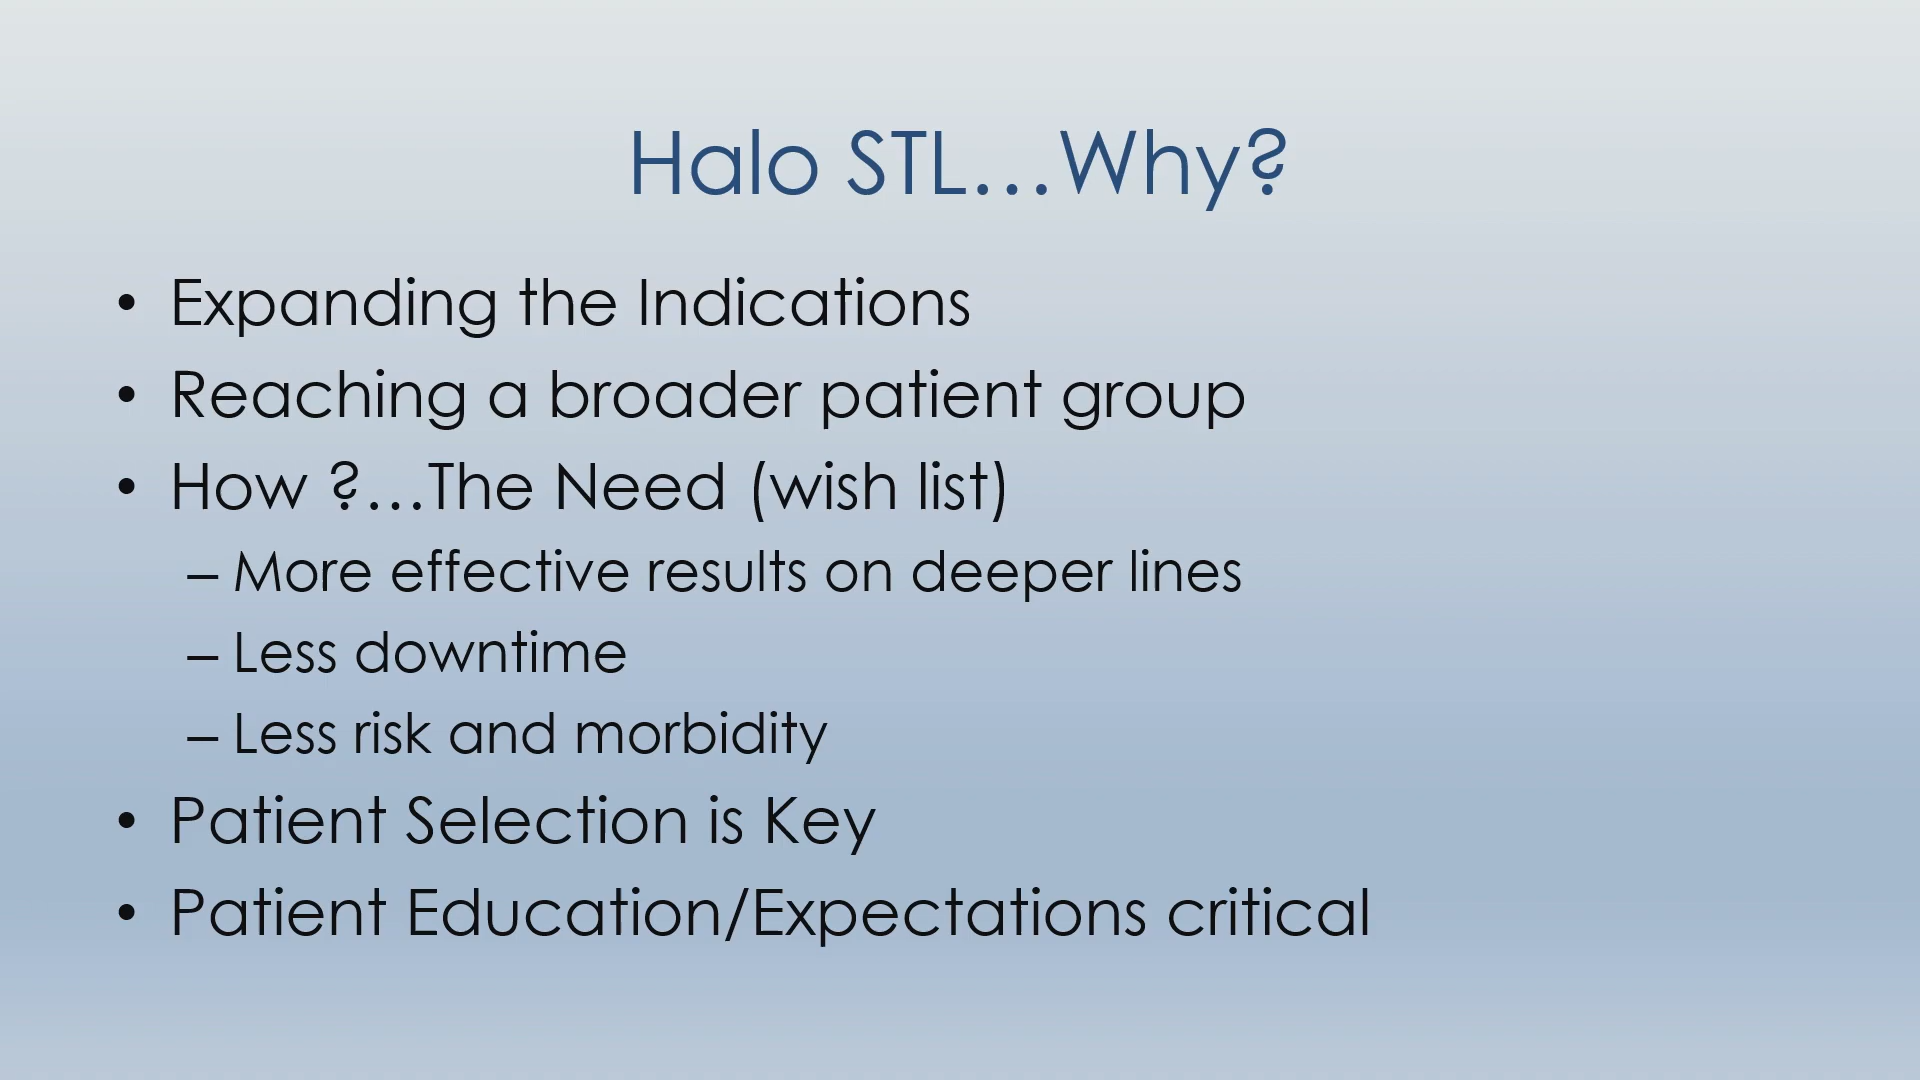 Halo STL...Why?
• Expanding the Indications
• Reaching a broader patient group
• How ?...The Need (wish list)
– More effective results on deeper lines
– Less downtime
– Less risk and morbidity
• Patient Selection is Key
• Patient Education/Expectations critical